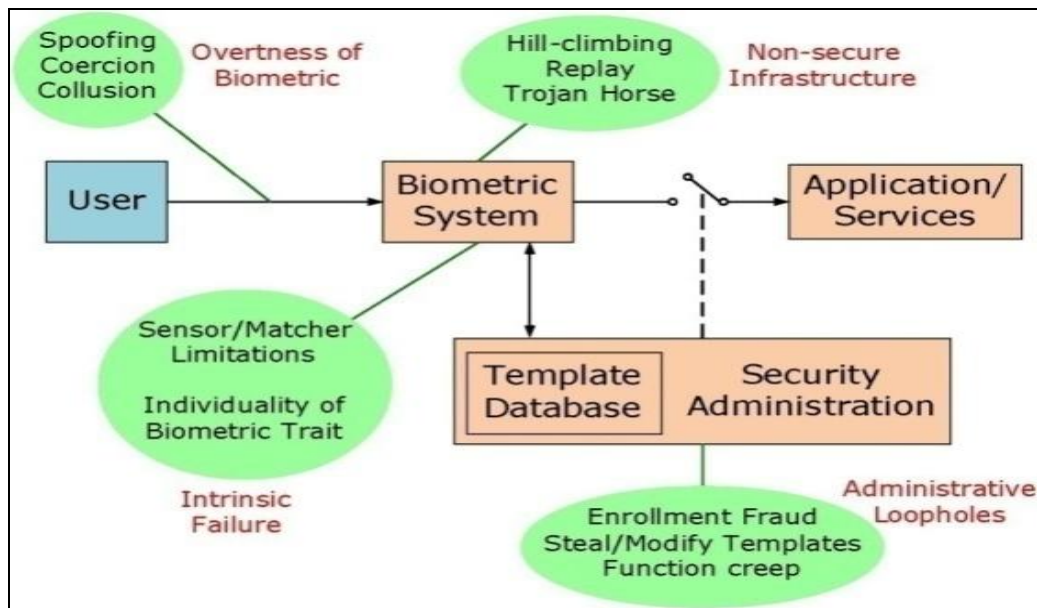 Spoofing
Coercion
Collusion
Overtness of
Biometric
Hill-climbing
Replay
Trojan Horse
Non-secure
Infrastructure
User
Biometric
System
Application/
Services
Sensor/Matcher
Limitations
Individuality of
Biometric Trait
Intrinsic
Failure
Template
Database
Security
Administration
Enrollment Fraud
Steal/Modify Templates
Function creep
Administrative
Loopholes